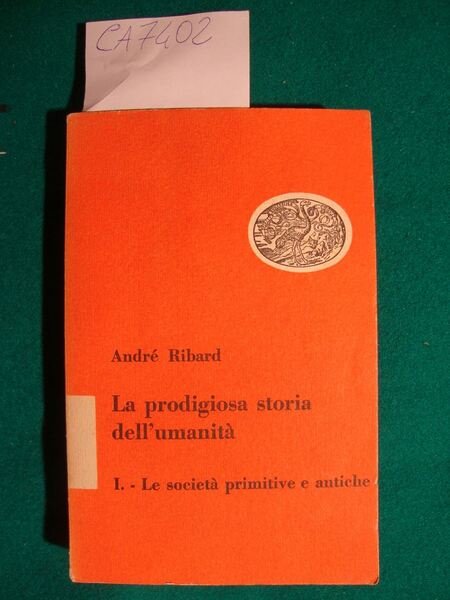 CA7402
André Ribard
La prodigiosa storia
dell'umanità
I. - Le società primitive e antiche